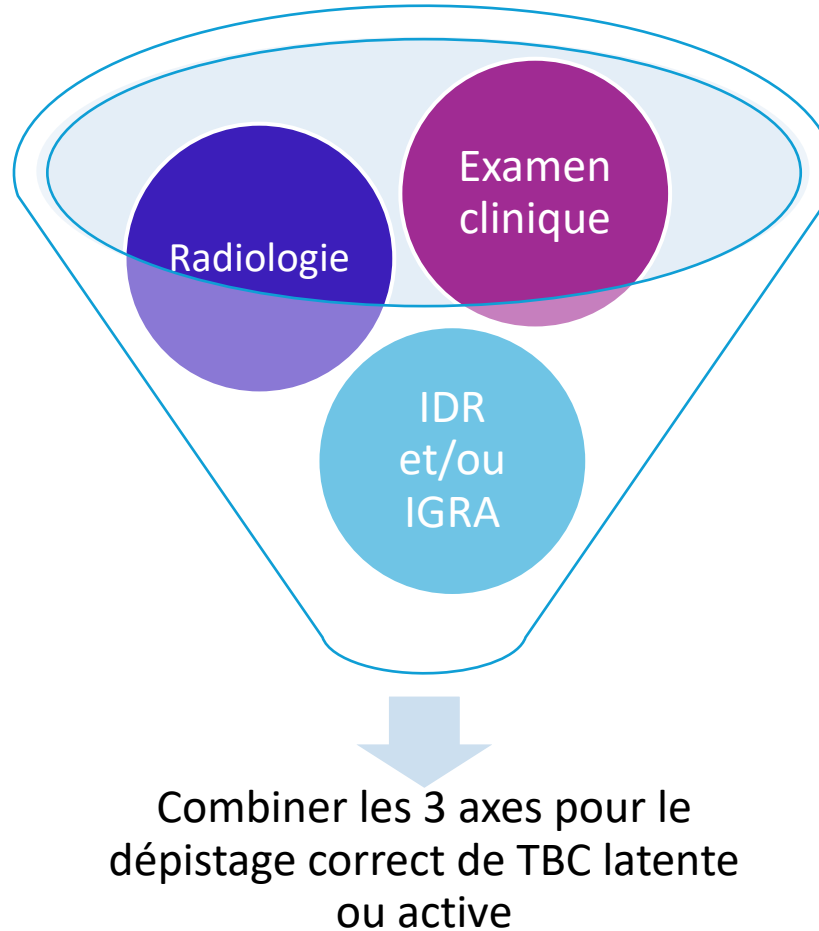 Examen
clinique
Radiologie
IDR
et/ou
IGRA
Combiner les 3 axes pour le
dépistage correct de TBC latente
ou active